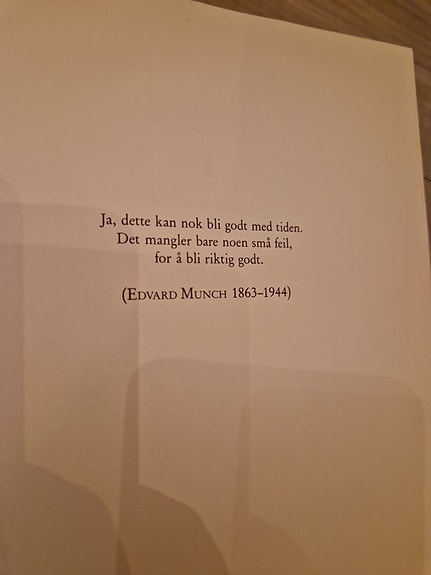 Ja, dette kan nok bli godt med tiden.
Det mangler bare noen små feil,
for å bli riktig godt.
(EDVARD MUNCH 1863–1944)